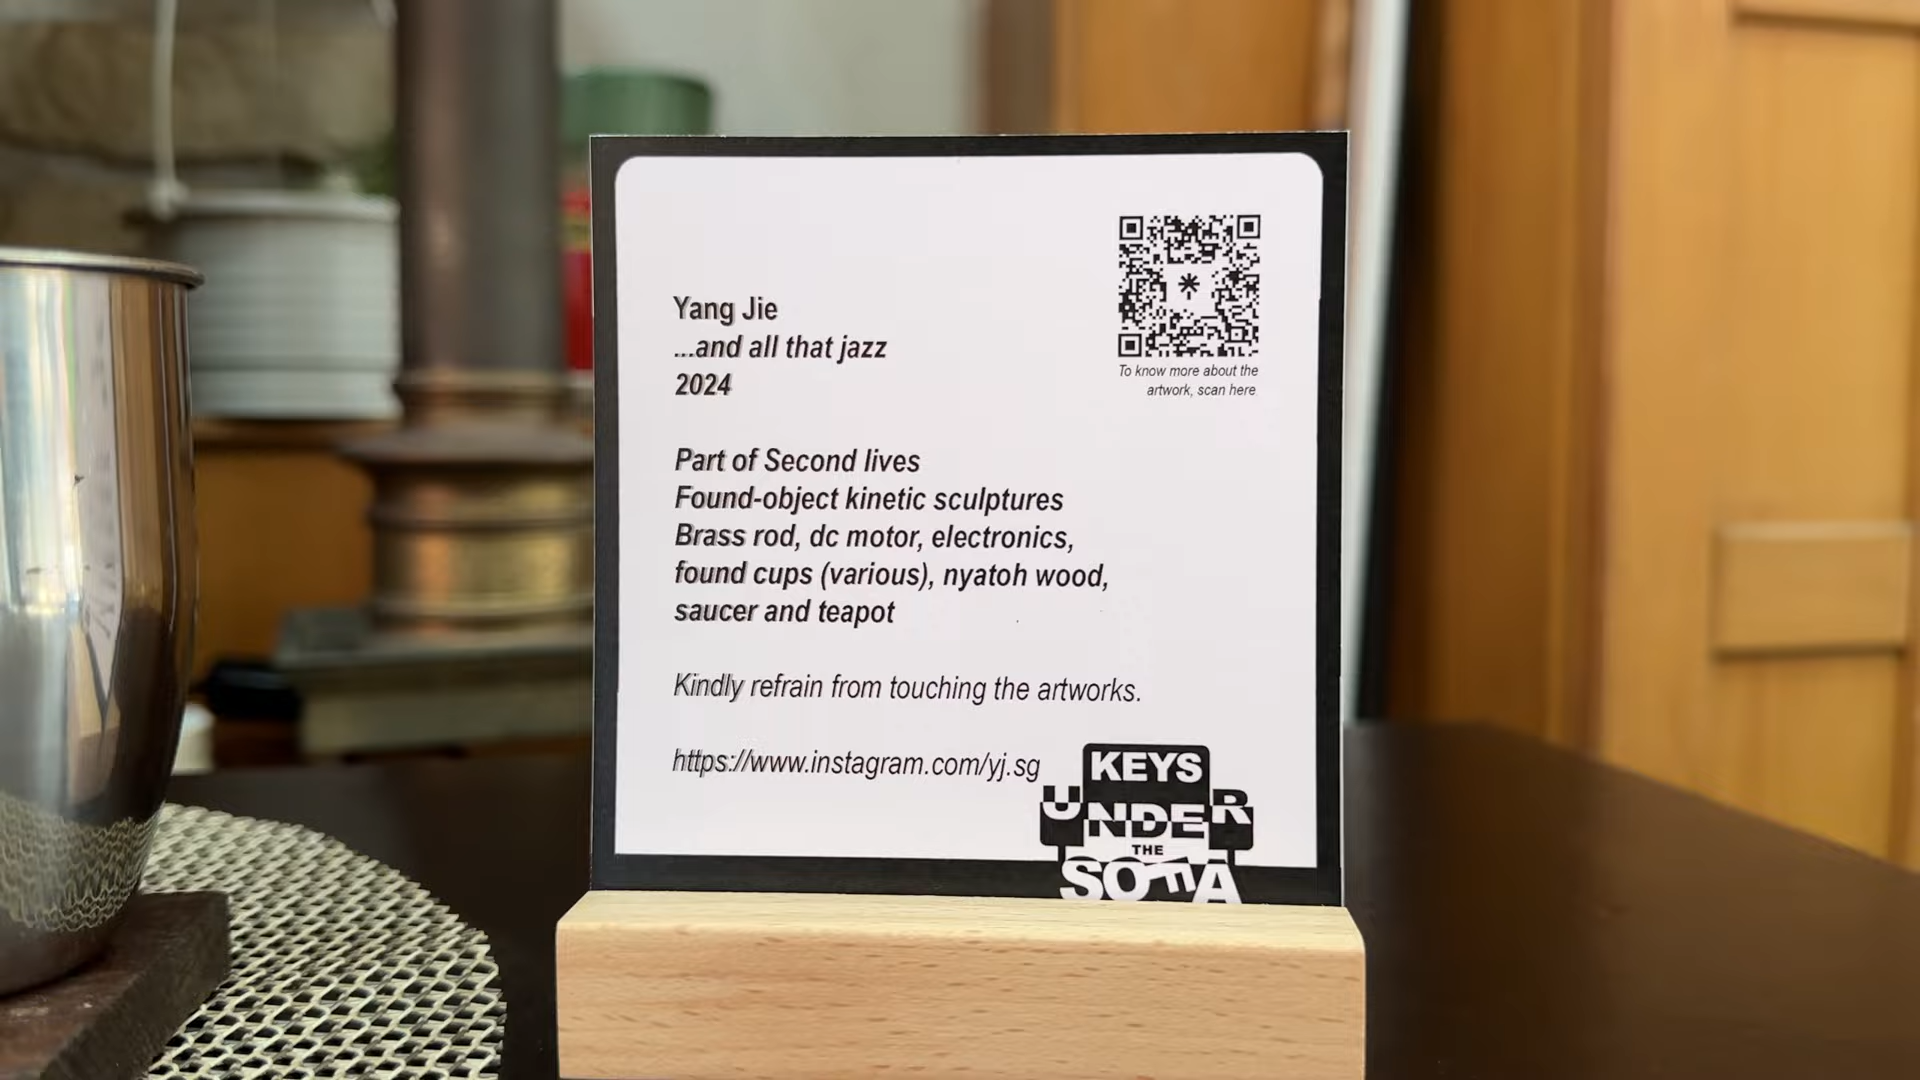 Yang Jie
...and all that jazz
2024
To know more about the
artwork, scan here
Part of Second lives
Found-object kinetic sculptures
Brass rod, dc motor, electronics,
found cups (various), nyatoh wood,
saucer and teapot
Kindly refrain from touching the artworks.
https://www.instagram.com/yj.sg
KEYS
UNDER
THE
SOFA